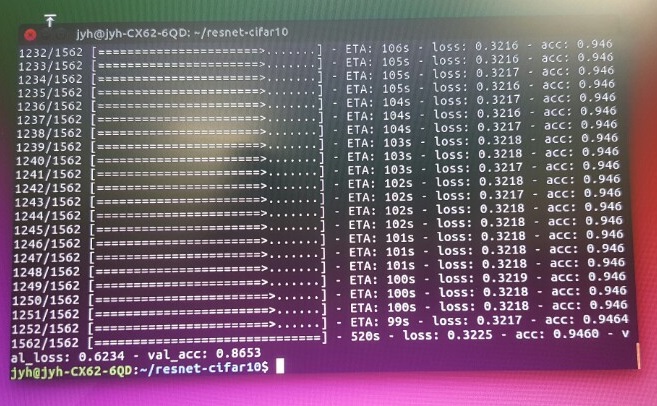 jyh@jyh-CX62-6QD: ~/resnet-cifar10
1232/1562 [==========================>.......] - ETA: 106s - loss: 0.3216 - acc: 0.946
1233/1562 [==========================>.......] - ETA: 105s - loss: 0.3216 - acc: 0.946
1234/1562 [==========================>.......] - ETA: 105s - loss: 0.3217 - acc: 0.946
1235/1562 [==========================>.......] - ETA: 105s - loss: 0.3216 - acc: 0.946
1236/1562 [==========================>.......] - ETA: 104s - loss: 0.3217 - acc: 0.946
1237/1562 [==========================>.......] - ETA: 104s - loss: 0.3216 - acc: 0.946
1238/1562 [==========================>.......] - ETA: 104s - loss: 0.3217 - acc: 0.946
1239/1562 [==========================>.......] - ETA: 103s - loss: 0.3218 - acc: 0.946
1240/1562 [==========================>.......] - ETA: 103s - loss: 0.3218 - acc: 0.946
1241/1562 [==========================>.......] - ETA: 103s - loss: 0.3217 - acc: 0.946
1242/1562 [==========================>.......] - ETA: 102s - loss: 0.3218 - acc: 0.946
1243/1562 [==========================>.......] - ETA: 102s - loss: 0.3217 - acc: 0.946
1244/1562 [==========================>.......] - ETA: 102s - loss: 0.3218 - acc: 0.946
1245/1562 [==========================>.......] - ETA: 102s - loss: 0.3218 - acc: 0.946
1246/1562 [==========================>.......] - ETA: 101s - loss: 0.3218 - acc: 0.946
1247/1562 [==========================>.......] - ETA: 101s - loss: 0.3218 - acc: 0.946
1248/1562 [==========================>.......] - ETA: 101s - loss: 0.3218 - acc: 0.946
1249/1562 [==========================>.......] - ETA: 100s - loss: 0.3219 - acc: 0.946
1250/1562 [===========================>......] - ETA: 100s - loss: 0.3218 - acc: 0.946
1251/1562 [===========================>......] - ETA: 100s - loss: 0.3218 - acc: 0.946
1252/1562 [===========================>......] - ETA: 99s - loss: 0.3217 - acc: 0.9464
1562/1562 [==================================] - 520s - loss: 0.3225 - acc: 0.9460 - v
al_loss: 0.6234 - val_acc: 0.8653
jyh@jyh-CX62-6QD:~/resnet-cifar10$